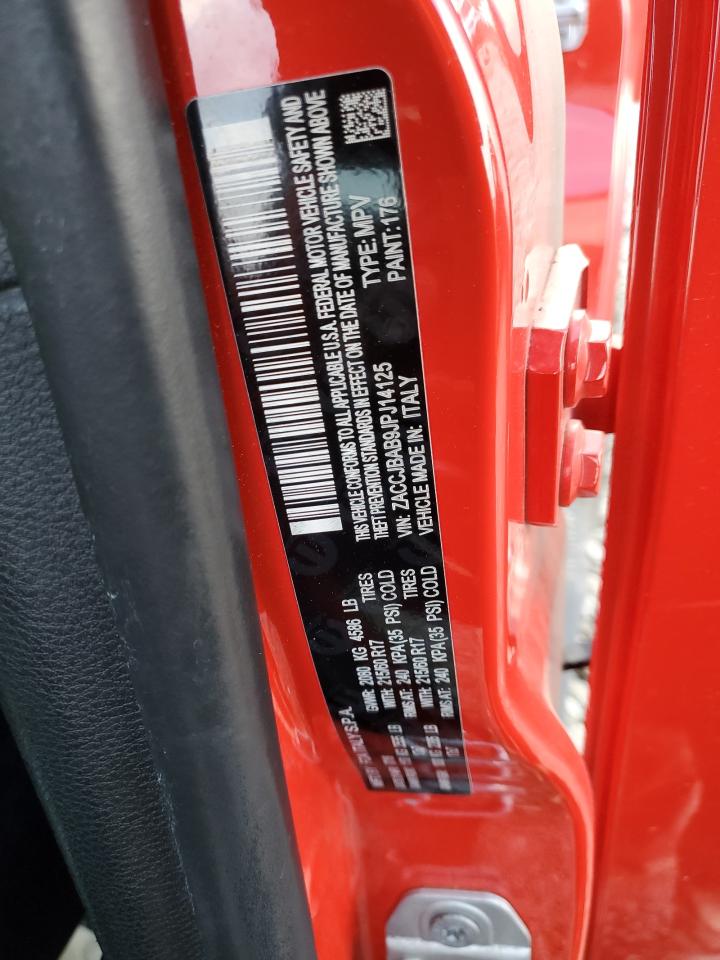 THIS VEHICLE CONFORMS TO ALL APPLICABLE U.S.A. FEDERAL MOTOR VEHICLE SAFETY AND
THEFT PREVENTION STANDARDS IN EFFECT ON THE DATE OF MANUFACTURE SHOWN ABOVE
VIN: ZACCJBAB9JPJ14125 TYPE: MPV
VEHICLE MADE IN: ITALY PAINT: 176
ITALY S.P.A.
GVWR: 2080 KG 4586 LB
WITH: 215/60 R17 TIRES
RIMS AT: 240 KPA (35 PSI) COLD
WITH: 215/60 R17 TIRES
RIMS AT: 240 KPA (35 PSI) COLD